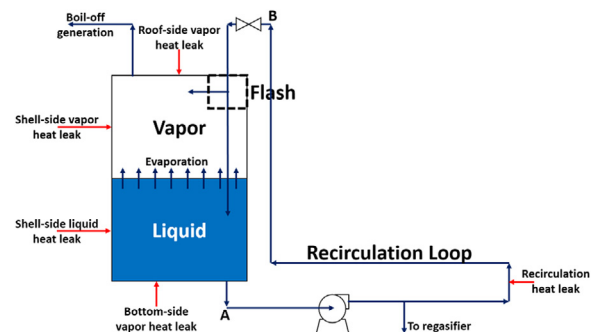 Boil-off
generation
Roof-side vapor
heat leak
B
Flash
Shell-side vapor
heat leak
Vapor
Evaporation
Shell-side liquid
heat leak
Liquid
Recirculation Loop
Recirculation
heat leak
Bottom-side
vapor heat leak
A
To regasifier